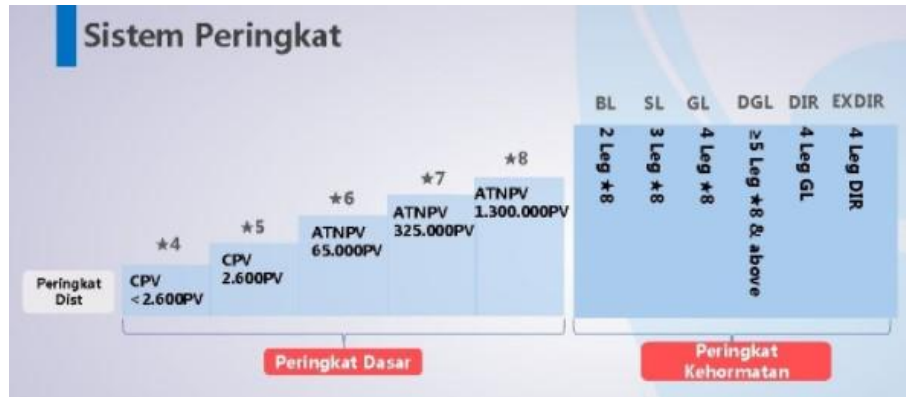 Sistem Peringkat
BL SL GL DGL DIR EXDIR
2 Leg ★8
3 Leg ★8
4 Leg ★8
≥5 Leg ★8 & above
4 Leg GL
4 Leg DIR
★8
ATNPV
1.300.000PV
★7
ATNPV
325.000PV
★6
ATNPV
65.000PV
★5
CPV
2.600PV
★4
CPV
<2.600PV
Peringkat
Dist
Peringkat Dasar
Peringkat
Kehormatan